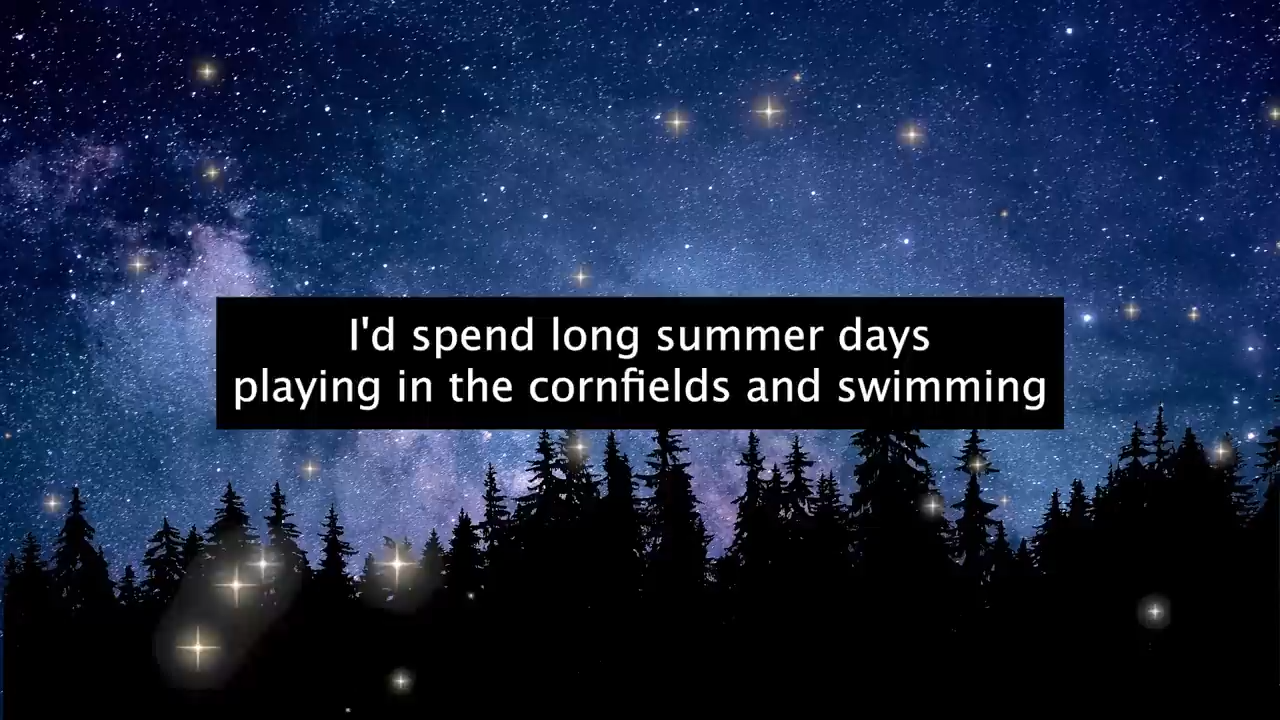 I'd spend long summer days
playing in the cornfields and swimming